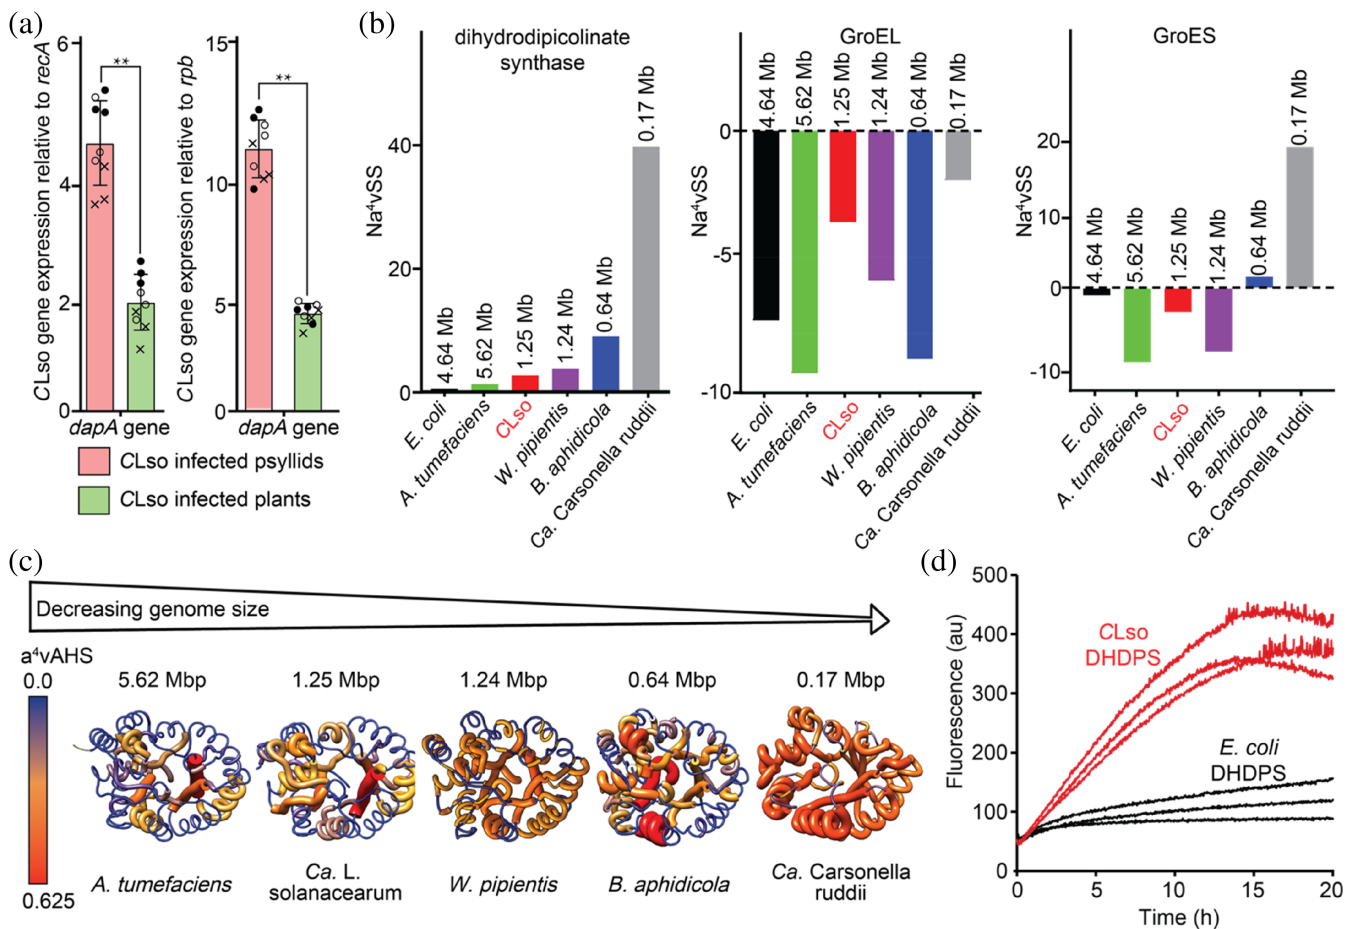 (a)
CLso gene expression relative to recA
6
4
2
0
**
dapA gene
CLso gene expression relative to rpb
15
10
5
0
**
dapA gene
CLso infected psyllids
CLso infected plants
(b)
dihydrodipicolinate
synthase
Na⁴vSS
40
20
0
4.64 Mb
5.62 Mb
1.25 Mb
1.24 Mb
0.64 Mb
0.17 Mb
E. coli
A. tumefaciens
CLso
W. pipientis
B. aphidicola
Ca. Carsonella ruddii
GroEL
Na⁴vSS
0
-5
-10
4.64 Mb
5.62 Mb
1.25 Mb
1.24 Mb
0.64 Mb
0.17 Mb
E. coli
A. tumefaciens
CLso
W. pipientis
B. aphidicola
Ca. Carsonella ruddii
GroES
Na⁴vSS
20
10
0
-10
4.64 Mb
5.62 Mb
1.25 Mb
1.24 Mb
0.64 Mb
0.17 Mb
E. coli
A. tumefaciens
CLso
W. pipientis
B. aphidicola
Ca. Carsonella ruddii
(c)
Decreasing genome size
a⁴vAHS
0.0
0.625
5.62 Mbp
1.25 Mbp
1.24 Mbp
0.64 Mbp
0.17 Mbp
A. tumefaciens
Ca. L.
solanacearum
W. pipientis
B. aphidicola
Ca. Carsonella
ruddii
(d)
Fluorescence (au)
500
400
300
200
100
0
CLso
DHDPS
E. coli
DHDPS
0
5
10
15
20
Time (h)